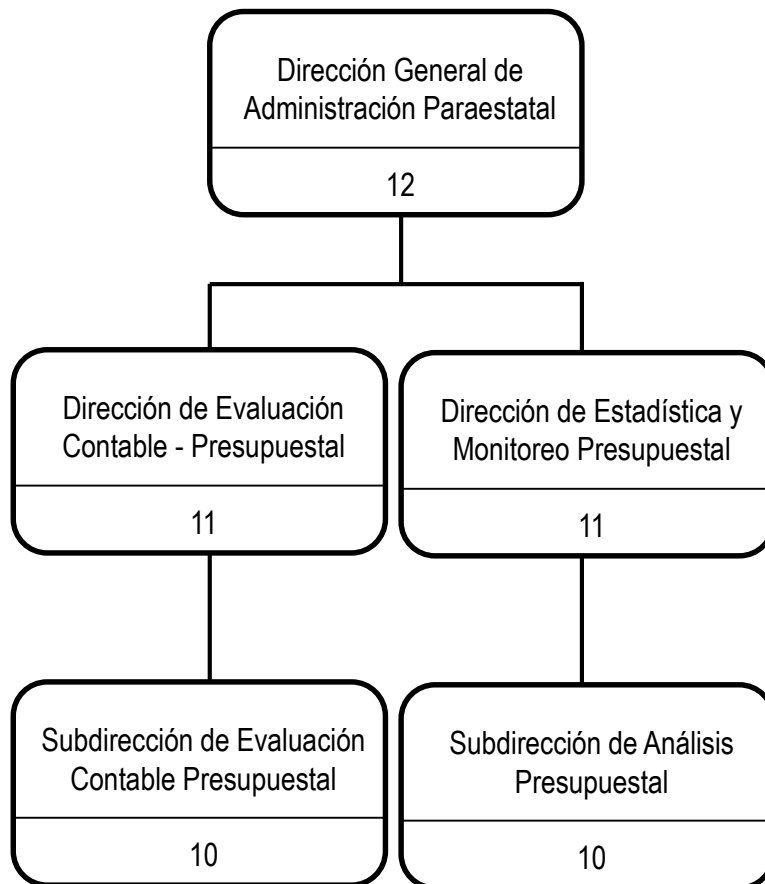 Dirección General de
Administración Paraestatal
12
Dirección de Evaluación
Contable - Presupuestal
11
Dirección de Estadística y
Monitoreo Presupuestal
11
Subdirección de Evaluación
Contable Presupuestal
10
Subdirección de Análisis
Presupuestal
10